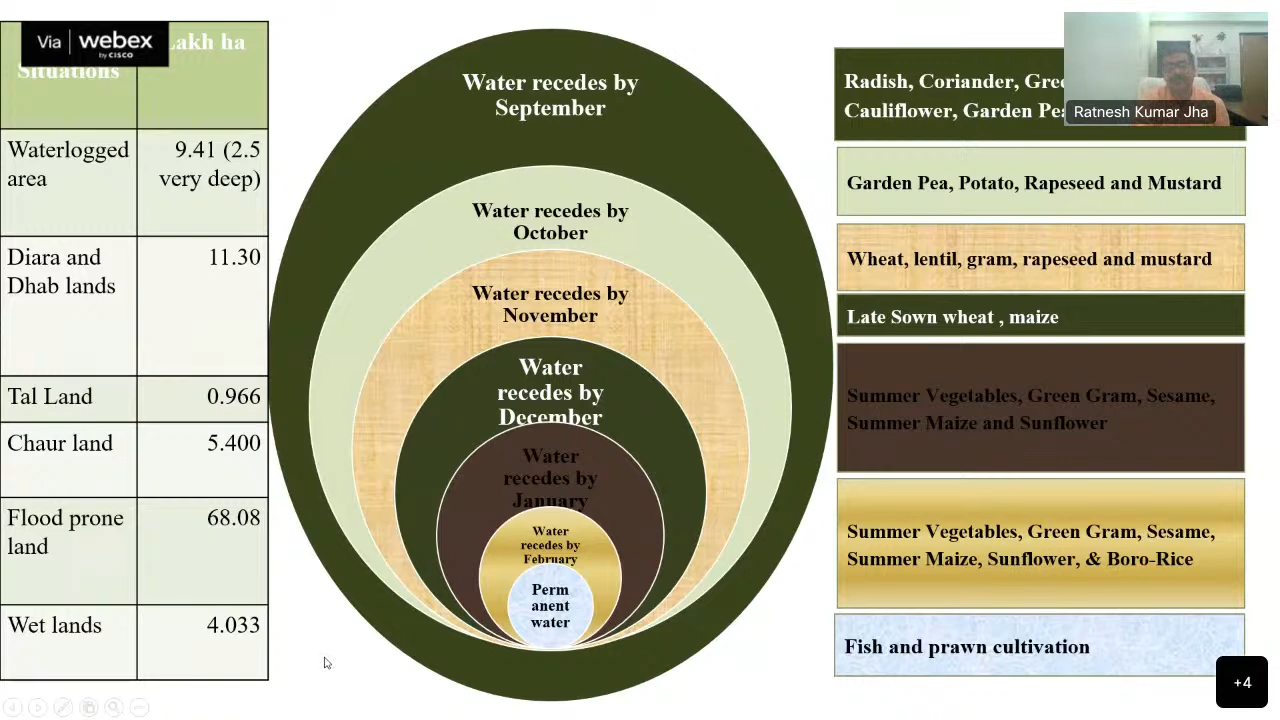 Via webex
by CISCO
Lakh ha
Situations
Waterlogged
area
9.41 (2.5
very deep)
Diara and
Dhab lands
11.30
Tal Land
0.966
Chaur land
5.400
Flood prone
land
68.08
Wet lands
4.033
Water recedes by
September
Water recedes by
October
Water recedes by
November
Water
recedes by
December
Water
recedes by
January
Water
recedes by
February
Perm
anent
water
Radish, Coriander,
Cauliflower, Garden
Ratnesh Kumar Jha
Garden Pea, Potato, Rapeseed and Mustard
Wheat, lentil, gram, rapeseed and mustard
Late Sown wheat , maize
Summer Vegetables, Green Gram, Sesame,
Summer Maize and Sunflower
Summer Vegetables, Green Gram, Sesame,
Summer Maize, Sunflower, & Boro-Rice
Fish and prawn cultivation
+4